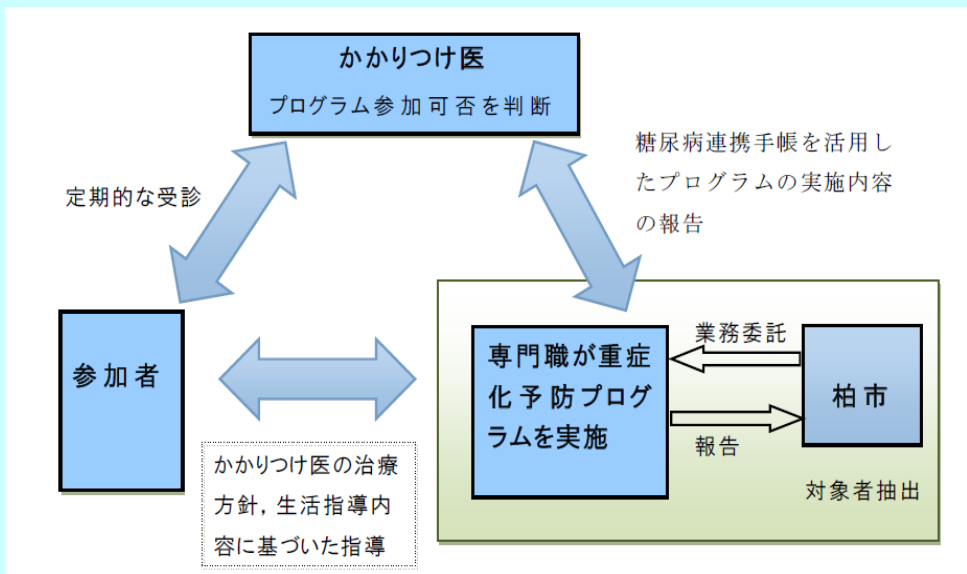 かかりつけ医
プログラム参加可否を判断
定期的な受診
糖尿病連携手帳を活用し
たプログラムの実施内容
の報告
参加者
専門職が重症
化予防プログ
ラムを実施
業務委託
報告
柏市
対象者抽出
かかりつけ医の治療
方針，生活指導内
容に基づいた指導